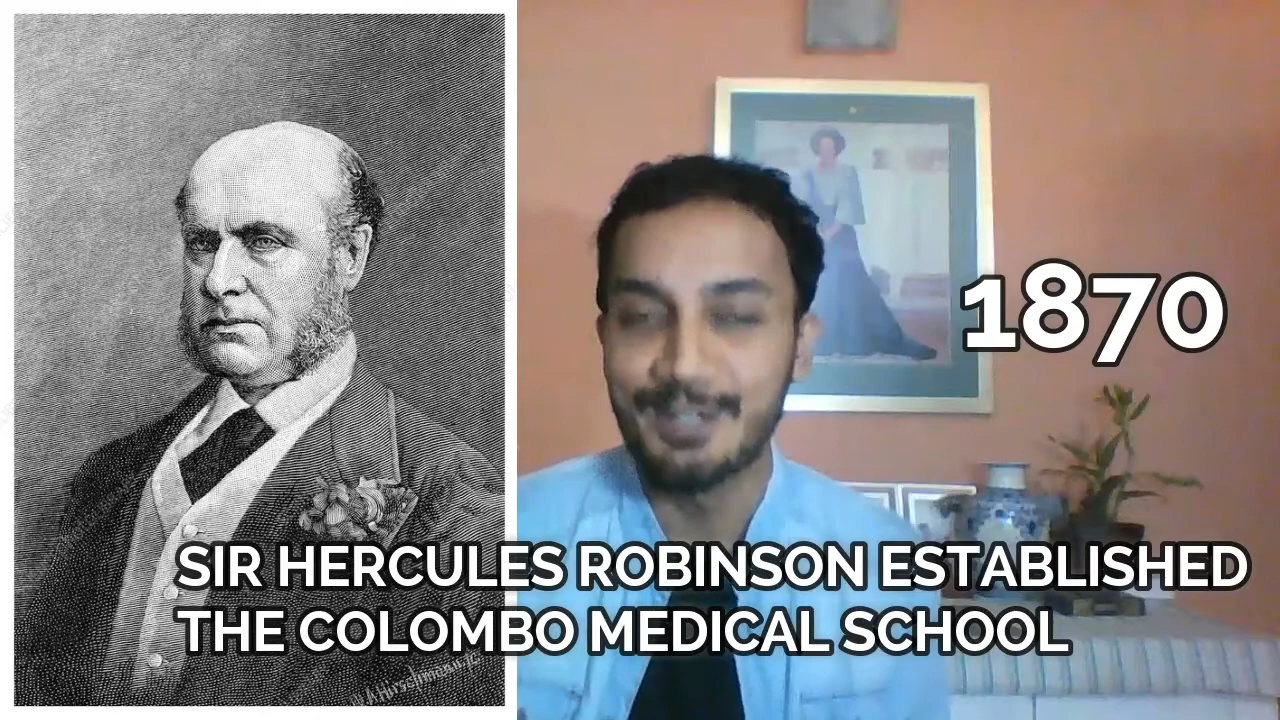 1870
SIR HERCULES ROBINSON ESTABLISHED
THE COLOMBO MEDICAL SCHOOL